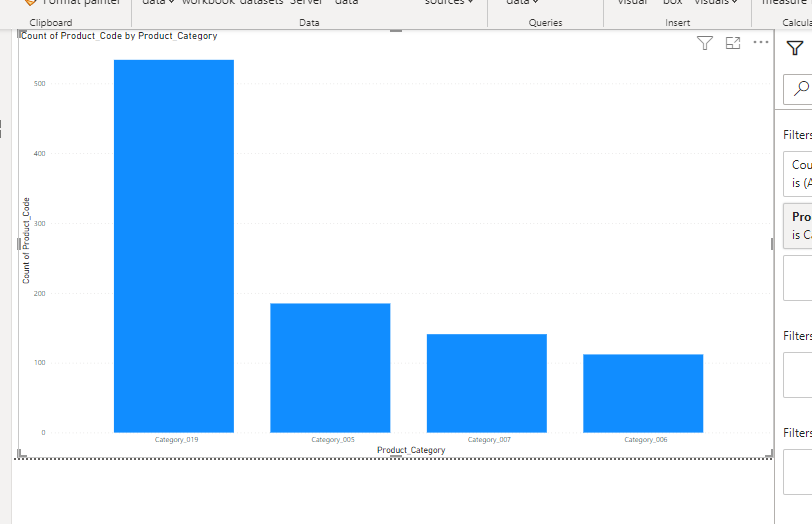 Format painter
data
workbook datasets Server
data
sources
data
visual
box
visuals
measure
Clipboard
Data
Queries
Insert
Calcula
Count of Product_Code by Product_Category
500
400
300
200
100
0
Count of Product_Code
Category_019
Category_005
Category_007
Category_006
Product_Category
Filters
Cou
is (A
Pro
is C
Filters
Filters